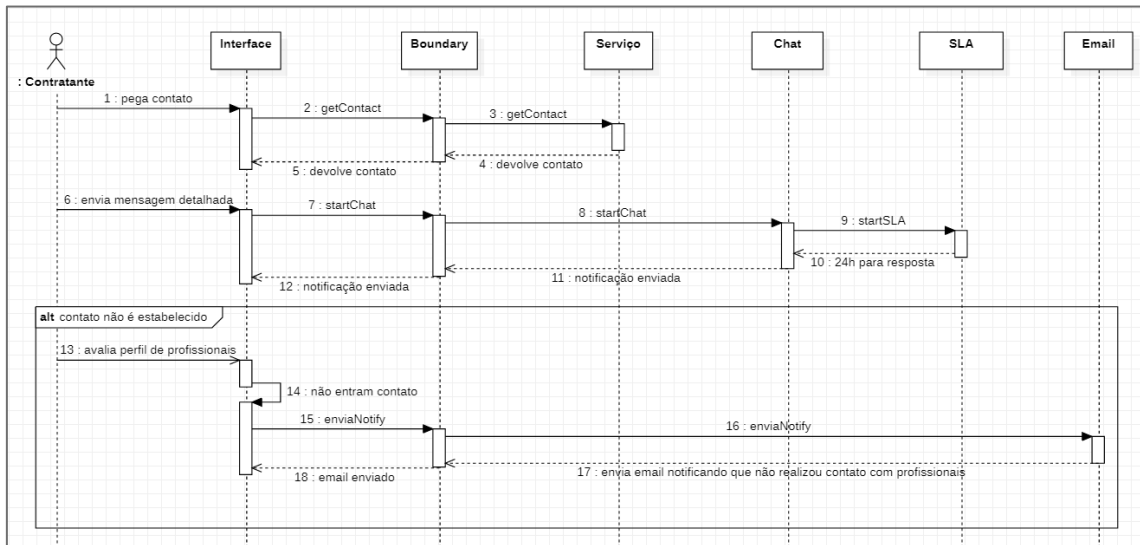 Interface
Boundary
Serviço
Chat
SLA
Email
: Contratante
1 : pega contato
2 : getContact
3 : getContact
4 : devolve contato
5 : devolve contato
6 : envia mensagem detalhada
7 : startChat
8 : startChat
9 : startSLA
10 : 24h para resposta
11 : notificação enviada
12 : notificação enviada
alt contato não é estabelecido
13 : avalia perfil de profissionais
14 : não entram contato
15 : enviaNotify
16 : enviaNotify
17 : envia email notificando que não realizou contato com profissionais
18 : email enviado